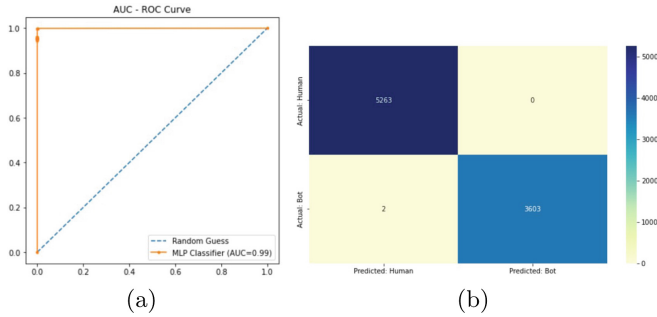 AUC - ROC Curve
1.0
0.8
0.6
0.4
0.2
0.0
0.0 0.2 0.4 0.6 0.8 1.0
Random Guess
MLP Classifier (AUC=0.99)
(a)
Actual: Human
Actual: Bot
5263 0
2 3603
Predicted: Human Predicted: Bot
5000
4000
3000
2000
1000
0
(b)